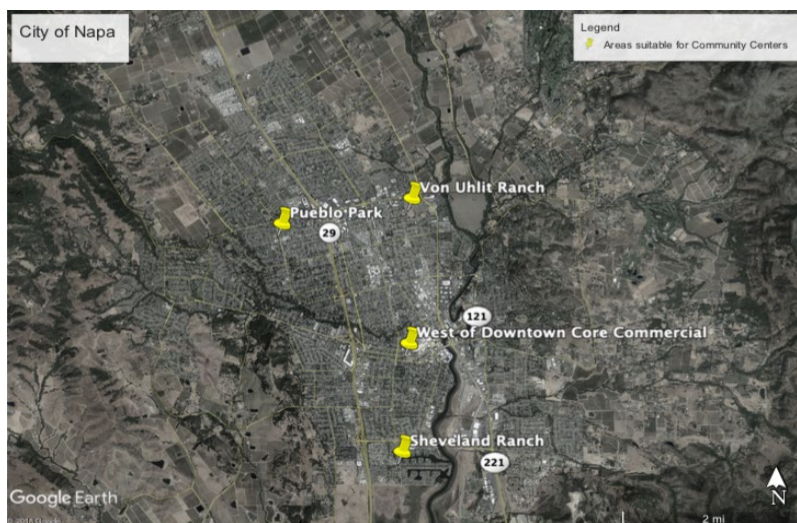 City of Napa
Legend
Areas suitable for Community Centers
Von Uhlit Ranch
Pueblo Park
29
121
West of Downtown Core Commercial
Sheveland Ranch
221
Google Earth
N
2 mi